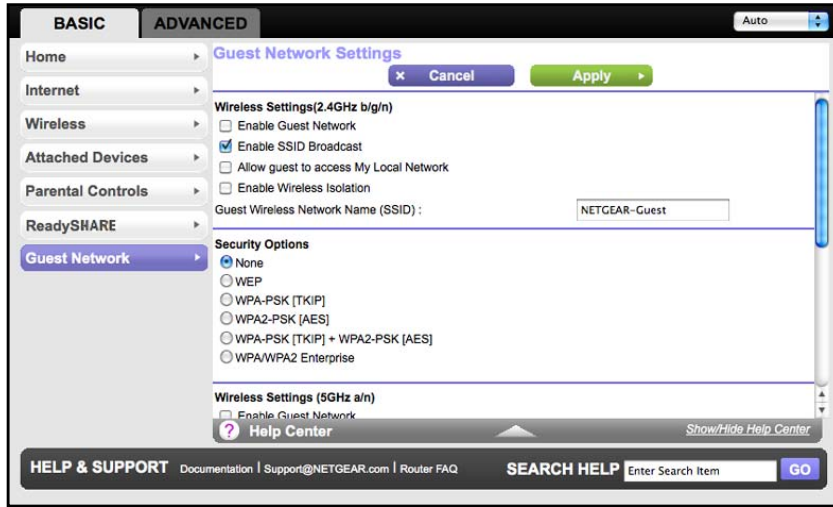 BASIC
ADVANCED
Auto
Home
Internet
Wireless
Attached Devices
Parental Controls
ReadySHARE
Guest Network
Guest Network Settings
× Cancel
Apply
Wireless Settings(2.4GHz b/g/n)
Enable Guest Network
Enable SSID Broadcast
Allow guest to access My Local Network
Enable Wireless Isolation
Guest Wireless Network Name (SSID) : NETGEAR-Guest
Security Options
None
WEP
WPA-PSK [TKIP]
WPA2-PSK [AES]
WPA-PSK [TKIP] + WPA2-PSK [AES]
WPA/WPA2 Enterprise
Wireless Settings (5GHz a/n)
Enable Guest Network
? Help Center
Show/Hide Help Center
HELP & SUPPORT Documentation | Support@NETGEAR.com | Router FAQ
SEARCH HELP Enter Search Item GO